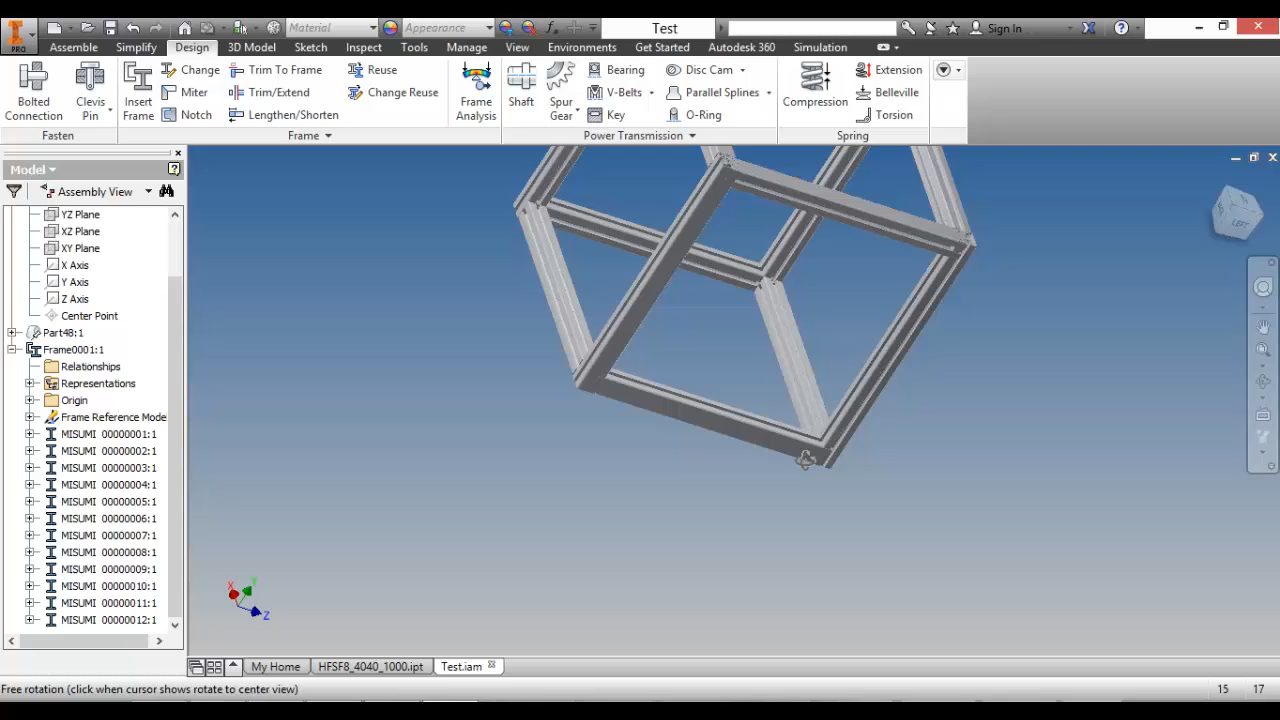 PRO
Material
Appearance
Test
Sign In
Assemble Simplify Design 3D Model Sketch Inspect Tools Manage View Environments Get Started Autodesk 360 Simulation
Bolted Connection
Clevis Pin
Fasten
Insert Frame
Change
Miter
Notch
Trim To Frame
Trim/Extend
Lengthen/Shorten
Reuse
Change Reuse
Frame
Frame Analysis
Shaft
Spur Gear
Bearing
V-Belts
Key
Disc Cam
Parallel Splines
O-Ring
Power Transmission
Compression
Extension
Belleville
Torsion
Spring
Model
Assembly View
YZ Plane
XZ Plane
XY Plane
X Axis
Y Axis
Z Axis
Center Point
Part48:1
Frame0001:1
Relationships
Representations
Origin
Frame Reference Mode
MISUMI 00000001:1
MISUMI 00000002:1
MISUMI 00000003:1
MISUMI 00000004:1
MISUMI 00000005:1
MISUMI 00000006:1
MISUMI 00000007:1
MISUMI 00000008:1
MISUMI 00000009:1
MISUMI 00000010:1
MISUMI 00000011:1
MISUMI 00000012:1
LEFT
X
Y
Z
My Home HFSF8_4040_1000.ipt Test.iam
Free rotation (click when cursor shows rotate to center view) 15 17